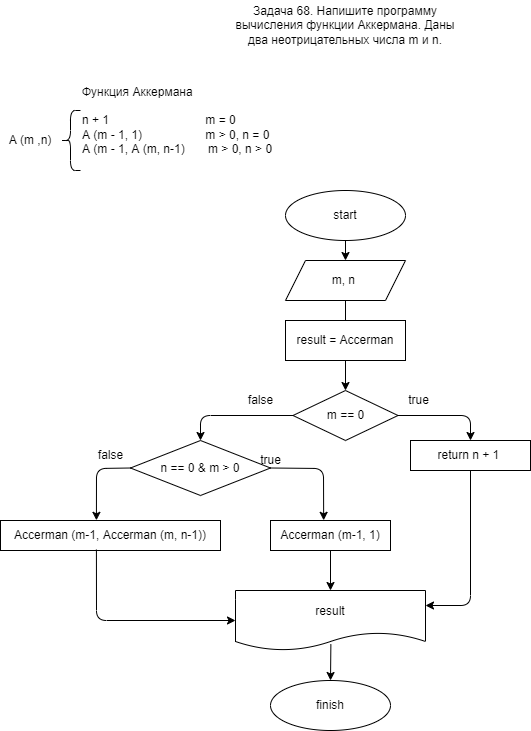 Задача 68. Напишите программу
вычисления функции Аккермана. Даны
два неотрицательных числа m и n.
Функция Аккермана
n + 1 m = 0
A (m - 1, 1) m > 0, n = 0
A (m - 1, A (m, n-1) m > 0, n > 0
A (m ,n)
start
m, n
result = Accerman
false
true
m == 0
false
true
n == 0 & m > 0
return n + 1
Accerman (m-1, Accerman (m, n-1))
Accerman (m-1, 1)
result
finish